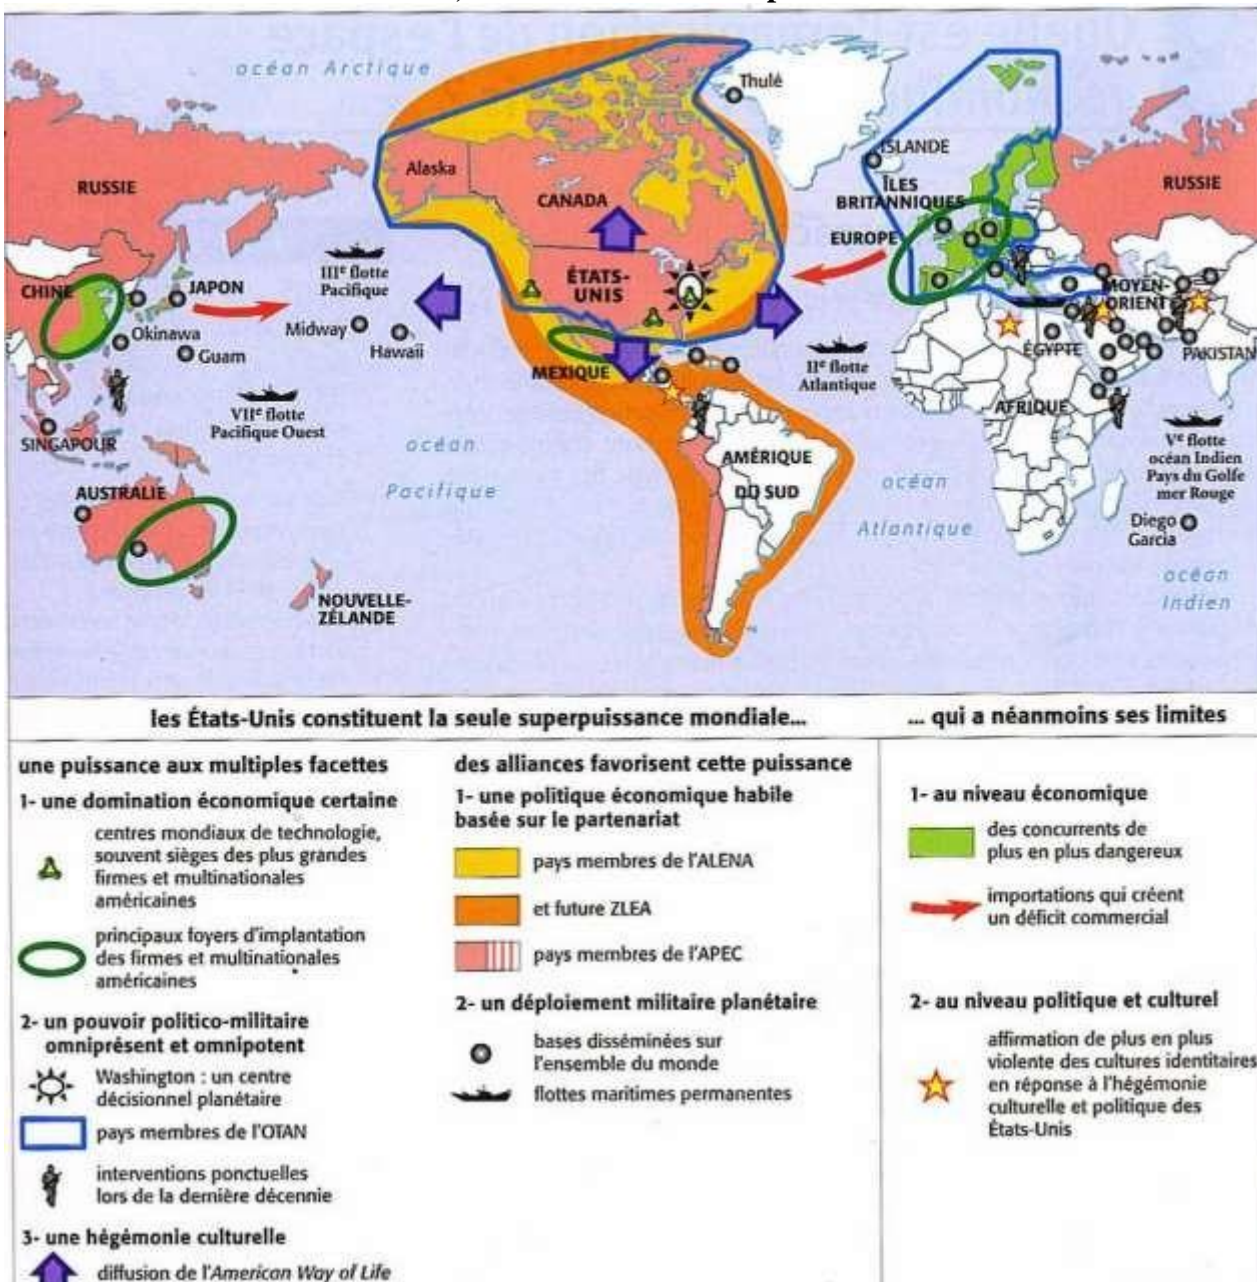 océan Arctique
Thulé
ISLANDE
RUSSIE
Alaska
CANADA
ÎLES
BRITANNIQUES
RUSSIE
EUROPE
IIIe flotte
Pacifique
ÉTATS-
UNIS
CHINE
JAPON
MOYEN-
ORIENT
Midway
Hawaii
Okinawa
Guam
MEXIQUE
IIe flotte
Atlantique
ÉGYPTE
PAKISTAN
AFRIQUE
VIIe flotte
Pacifique Ouest
SINGAPOUR
océan
Pacifique
AMÉRIQUE
DU SUD
océan
Atlantique
Ve flotte
océan Indien
Pays du Golfe
mer Rouge
AUSTRALIE
Diego
Garcia
océan
Indien
NOUVELLE-
ZÉLANDE
les États-Unis constituent la seule superpuissance mondiale...
... qui a néanmoins ses limites
une puissance aux multiples facettes
1- une domination économique certaine
centres mondiaux de technologie,
souvent sièges des plus grandes
firmes et multinationales
américaines
principaux foyers d'implantation
des firmes et multinationales
américaines
2- un pouvoir politico-militaire
omniprésent et omnipotent
Washington : un centre
décisionnel planétaire
pays membres de l'OTAN
interventions ponctuelles
lors de la dernière décennie
3- une hégémonie culturelle
diffusion de l'American Way of Life
des alliances favorisent cette puissance
1- une politique économique habile
basée sur le partenariat
pays membres de l'ALENA
et future ZLEA
pays membres de l'APEC
2- un déploiement militaire planétaire
bases disséminées sur
l'ensemble du monde
flottes maritimes permanentes
1- au niveau économique
des concurrents de
plus en plus dangereux
importations qui créent
un déficit commercial
2- au niveau politique et culturel
affirmation de plus en plus
violente des cultures identitaires
en réponse à l'hégémonie
culturelle et politique des
États-Unis